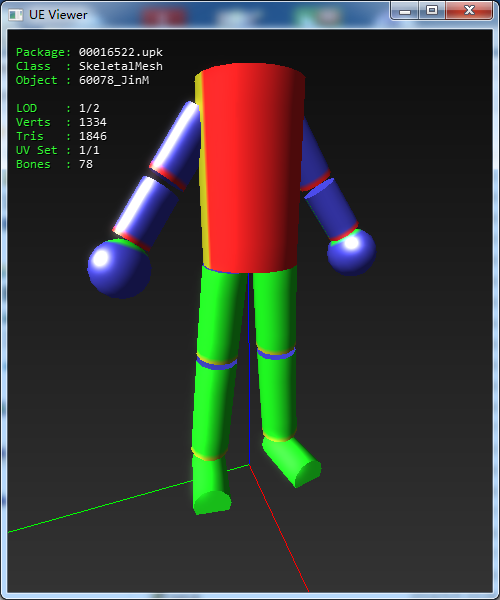 UE Viewer
Package: 00016522.upk
Class : SkeletalMesh
Object : 60078_JinM
LOD : 1/2
Verts : 1334
Tris : 1846
UV Set : 1/1
Bones : 78